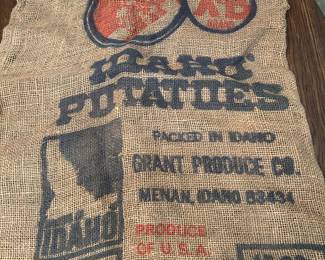 IDAHO
POTATOES
PACKED IN IDAHO
GRANT PRODUCE CO.
MENAN, IDAHO 83434
IDAHO
PRODUCE
OF U.S.A.